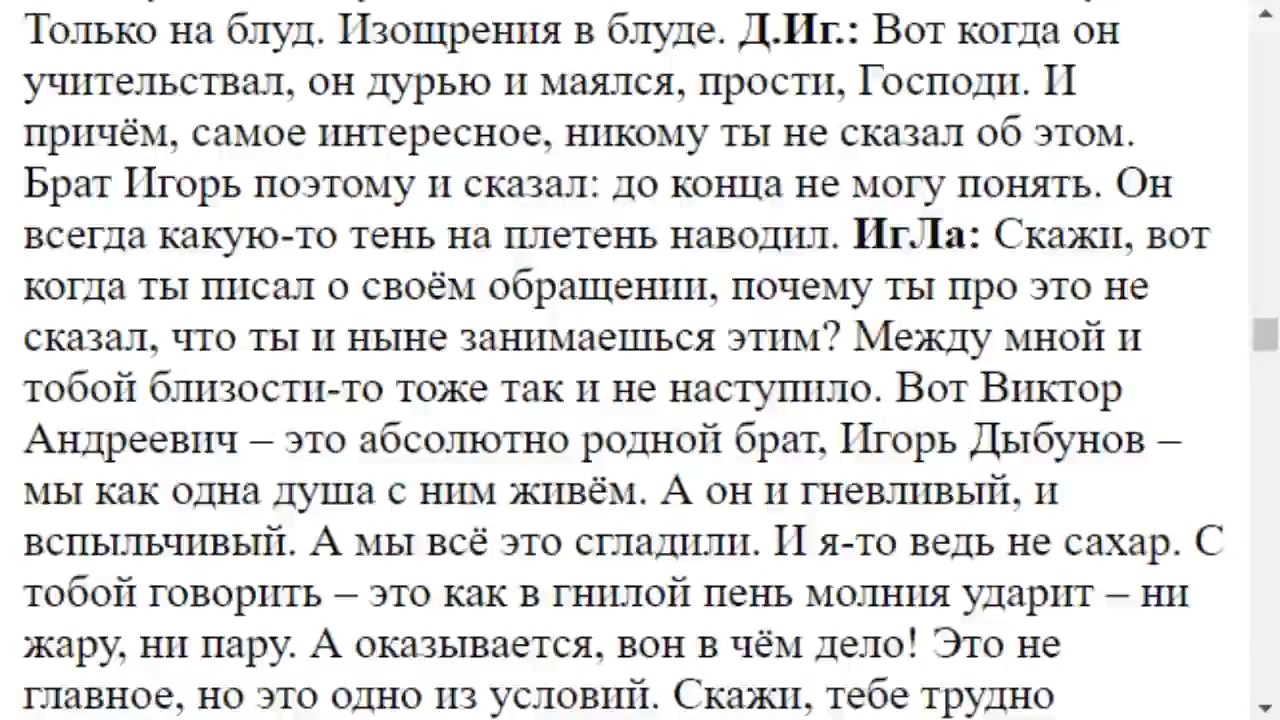 Только на блуд. Изощрения в блуде. Д.Иг.: Вот когда он
учительствал, он дурью и маялся, прости, Господи. И
причём, самое интересное, никому ты не сказал об этом.
Брат Игорь поэтому и сказал: до конца не могу понять. Он
всегда какую-то тень на плетень наводил. ИгЛа: Скажи, вот
когда ты писал о своём обращении, почему ты про это не
сказал, что ты и ныне занимаешься этим? Между мной и
тобой близости-то тоже так и не наступило. Вот Виктор
Андреевич – это абсолютно родной брат, Игорь Дыбунов –
мы как одна душа с ним живём. А он и гневливый, и
вспыльчивый. А мы всё это сгладили. И я-то ведь не сахар. С
тобой говорить – это как в гнилой пень молния ударит – ни
жару, ни пару. А оказывается, вон в чём дело! Это не
главное, но это одно из условий. Скажи, тебе трудно